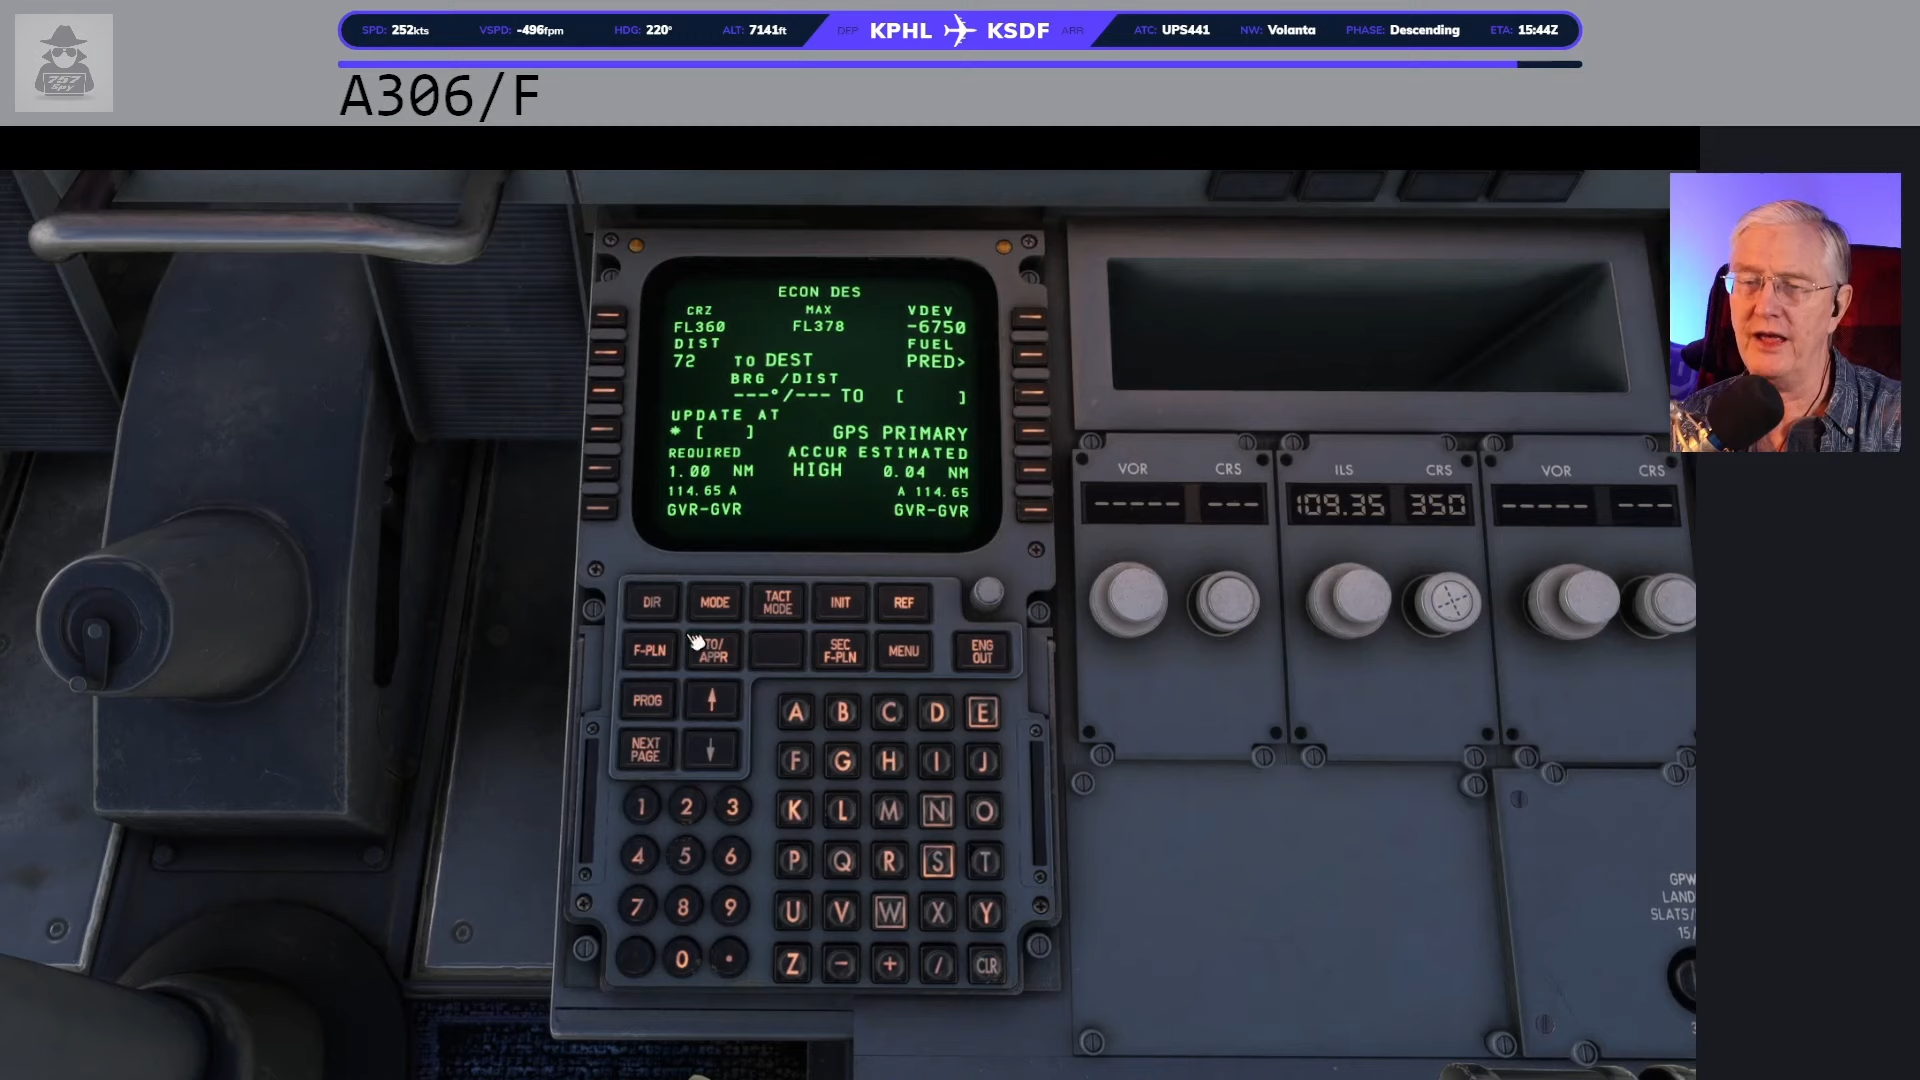 SPD: 252kts VSPD: -496fpm HDG: 220° ALT: 7141ft DEP KPHL KSDF ARR ATC: UPS441 NW: Volanta PHASE: Descending ETA: 15:44Z
757
Spy
A306/F
ECON DES
CRZ MAX VDEV
FL360 FL378 -6750
DIST FUEL
72 TO DEST PRED>
BRG /DIST
---°/--- TO [ ]
UPDATE AT
* [ ] GPS PRIMARY
REQUIRED ACCUR ESTIMATED
1.00 NM HIGH 0.04 NM
114.65 A A 114.65
GVR-GVR GVR-GVR
VOR CRS ILS CRS VOR CRS
----- --- 109.35 350 ----- ---
DIR MODE TACT MODE INIT REF
F-PLN TO/ APPR SEC F-PLN MENU ENG OUT
PROG ↑
NEXT PAGE ↓
A B C D E
F G H I J
1 2 3 K L M N O
4 5 6 P Q R S T
7 8 9 U V W X Y
0 . Z - + / CLR
GPW
LAND
SLATS/
15/